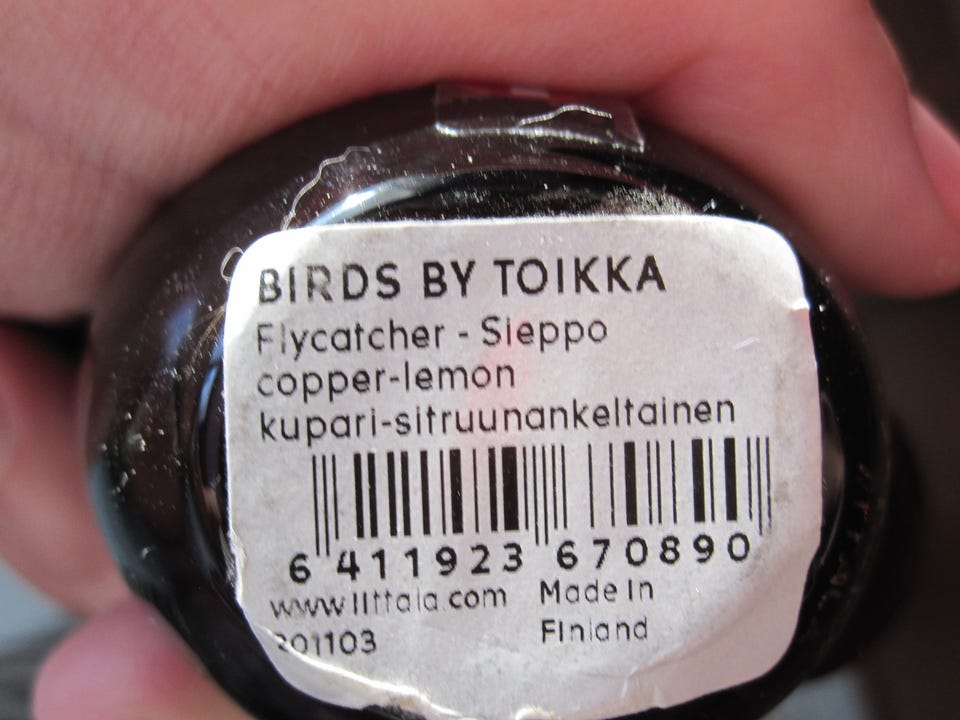 BIRDS BY TOIKKA
Flycatcher - Sieppo
copper-lemon
kupari-sitruunankeltainen
6 411923 670890
www.iittala.com Made in
201103 Finland